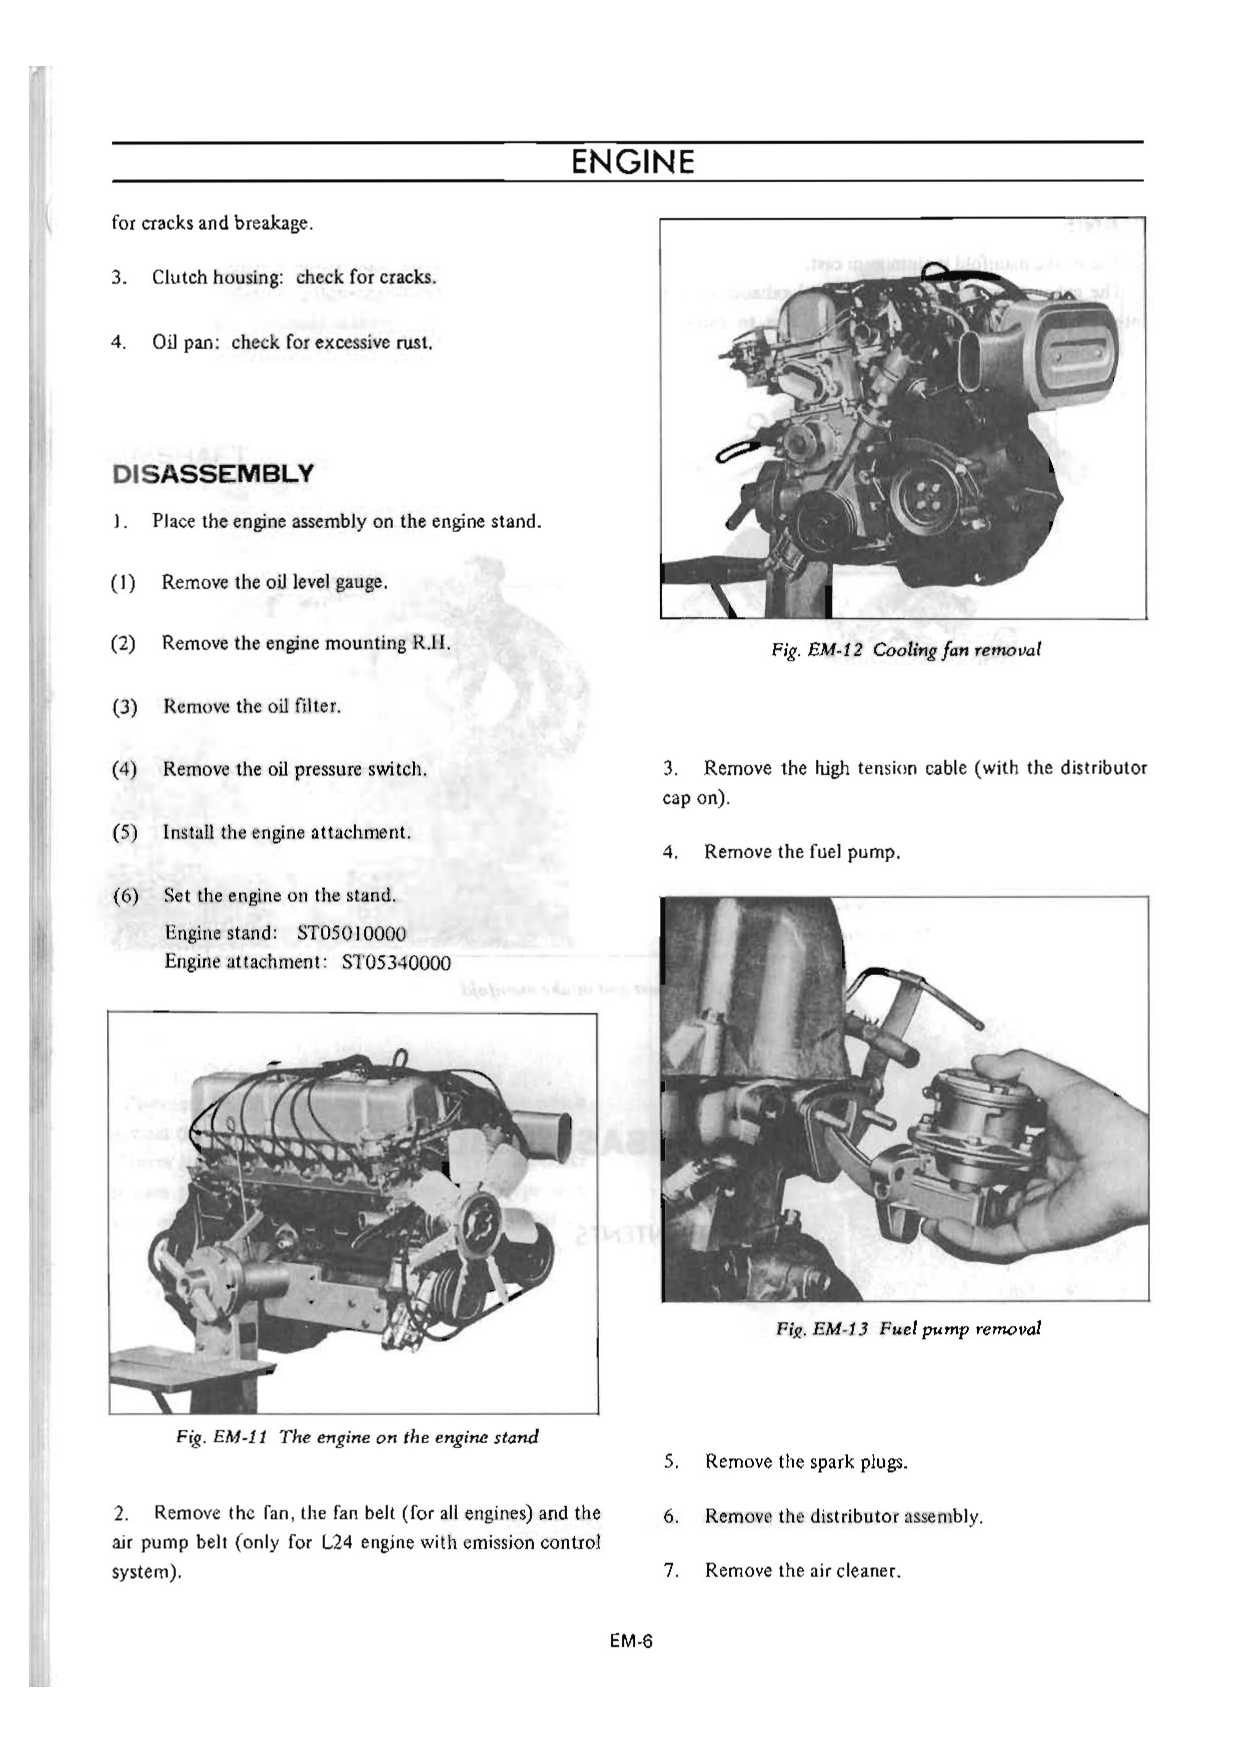 ENGINE
for cracks and breakage.
3. Clutch housing: check for cracks.
4. Oil pan: check for excessive rust.
DISASSEMBLY
1. Place the engine assembly on the engine stand.
(1) Remove the oil level gauge.
(2) Remove the engine mounting R.H.
(3) Remove the oil filter.
(4) Remove the oil pressure switch.
(5) Install the engine attachment.
(6) Set the engine on the stand.
Engine stand: ST05010000
Engine attachment: ST05340000
Fig. EM-11 The engine on the engine stand
2. Remove the fan, the fan belt (for all engines) and the
air pump belt (only for L24 engine with emission control
system).
Fig. EM-12 Cooling fan removal
3. Remove the high tension cable (with the distributor
cap on).
4. Remove the fuel pump.
Fig. EM-13 Fuel pump removal
5. Remove the spark plugs.
6. Remove the distributor assembly.
7. Remove the air cleaner.
EM-6